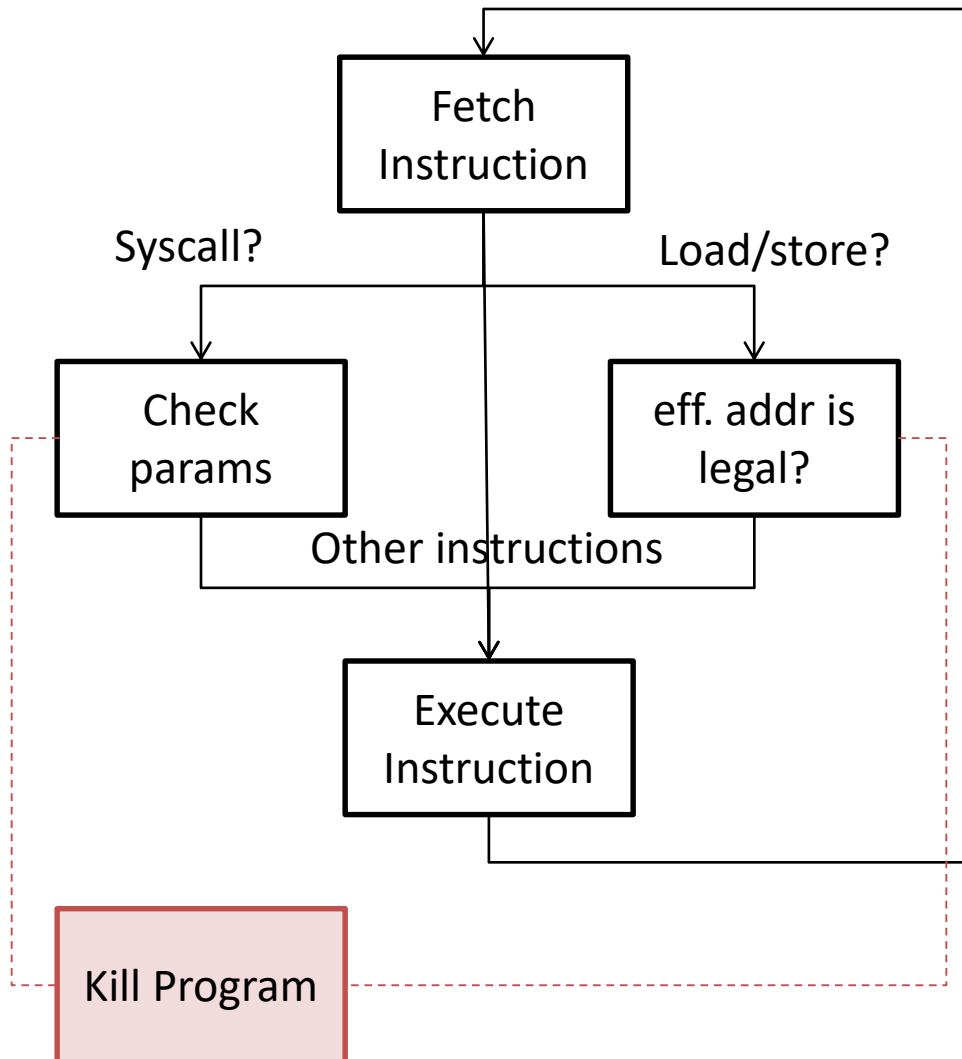 Fetch
Instruction
Syscall?
Load/store?
Check
params
eff. addr is
legal?
Other instructions
Execute
Instruction
Kill Program